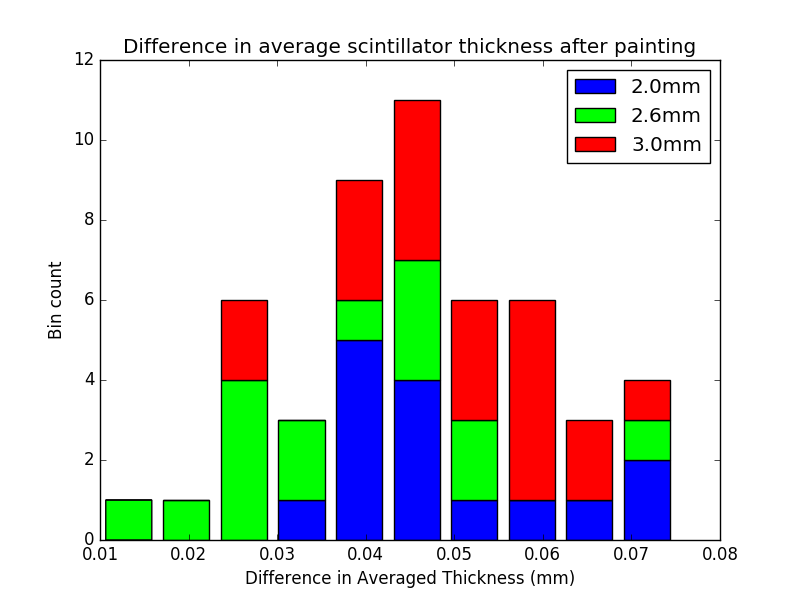 Difference in average scintillator thickness after painting
2.0mm
2.6mm
3.0mm
Bin count
12
10
8
6
4
2
0
0.01 0.02 0.03 0.04 0.05 0.06 0.07 0.08
Difference in Averaged Thickness (mm)